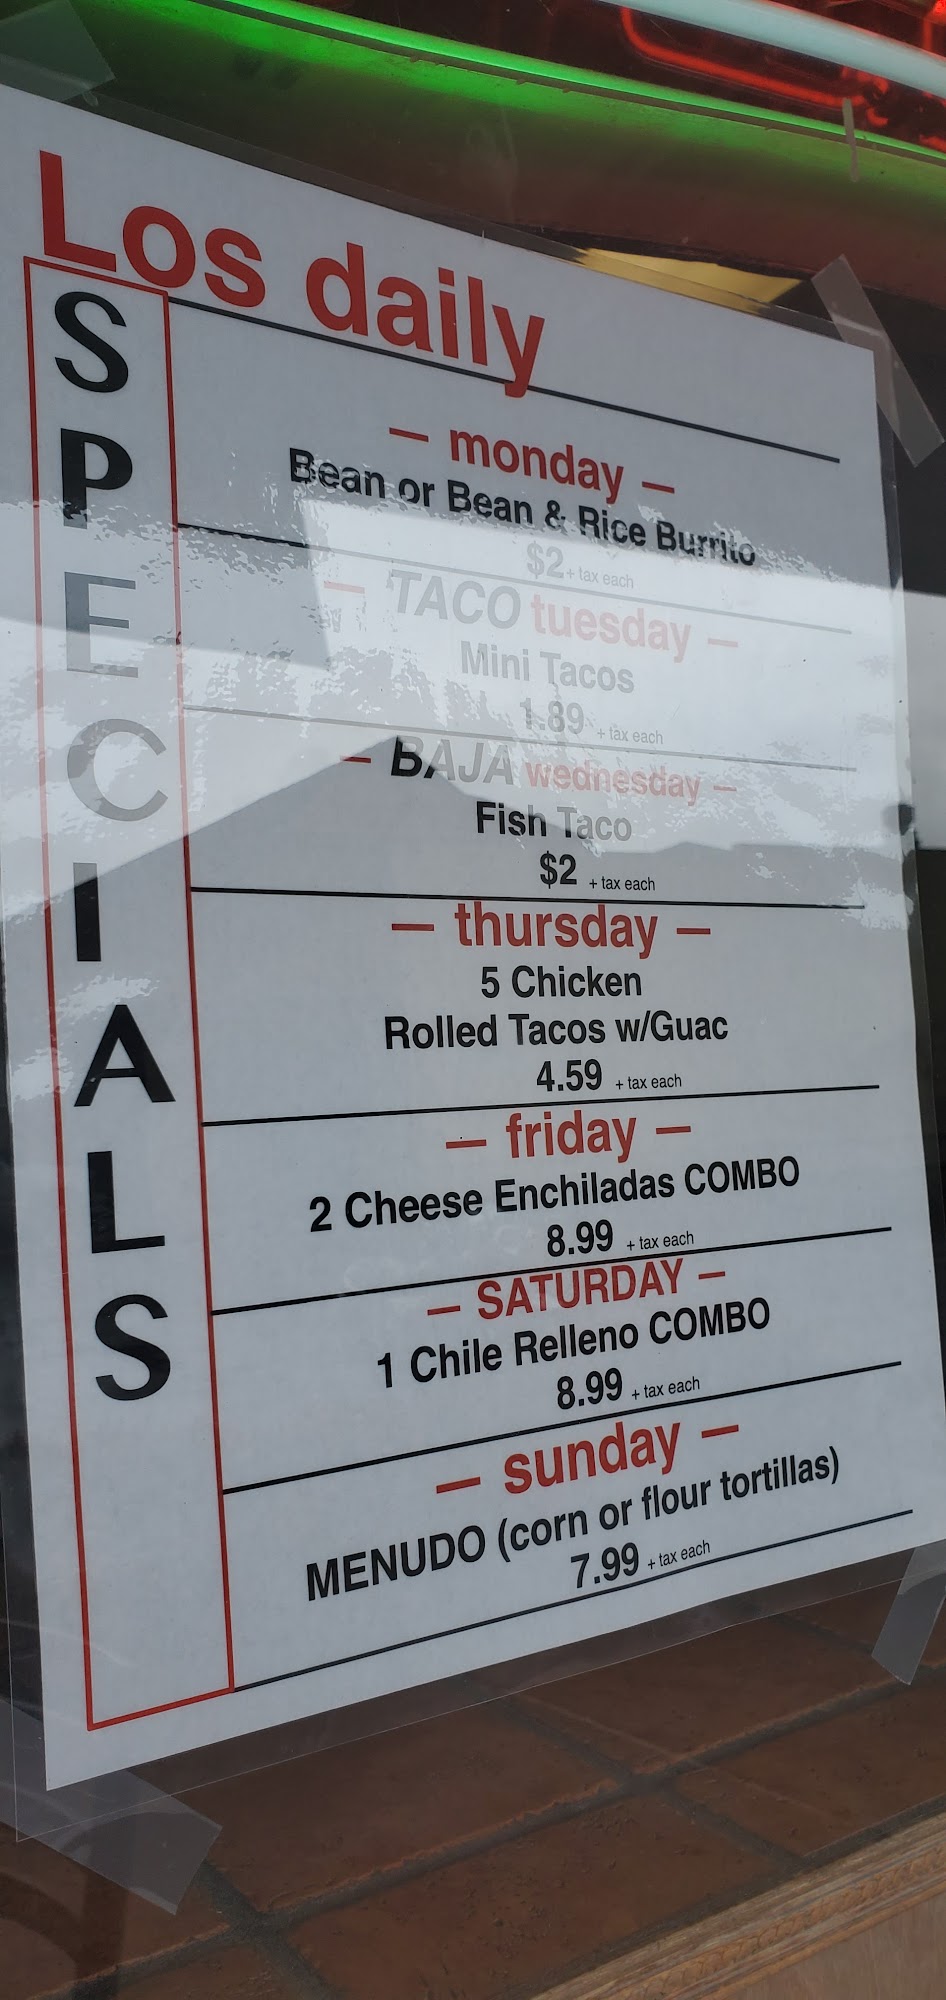 Los daily
SPECIALS
— monday —
Bean or Bean & Rice Burrito
$2 + tax each
— TACO tuesday —
Mini Tacos
1.89 + tax each
— BAJA wednesday —
Fish Taco
$2 + tax each
— thursday —
5 Chicken
Rolled Tacos w/Guac
4.59 + tax each
— friday —
2 Cheese Enchiladas COMBO
8.99 + tax each
— SATURDAY —
1 Chile Relleno COMBO
8.99 + tax each
— sunday —
MENUDO (corn or flour tortillas)
7.99 + tax each